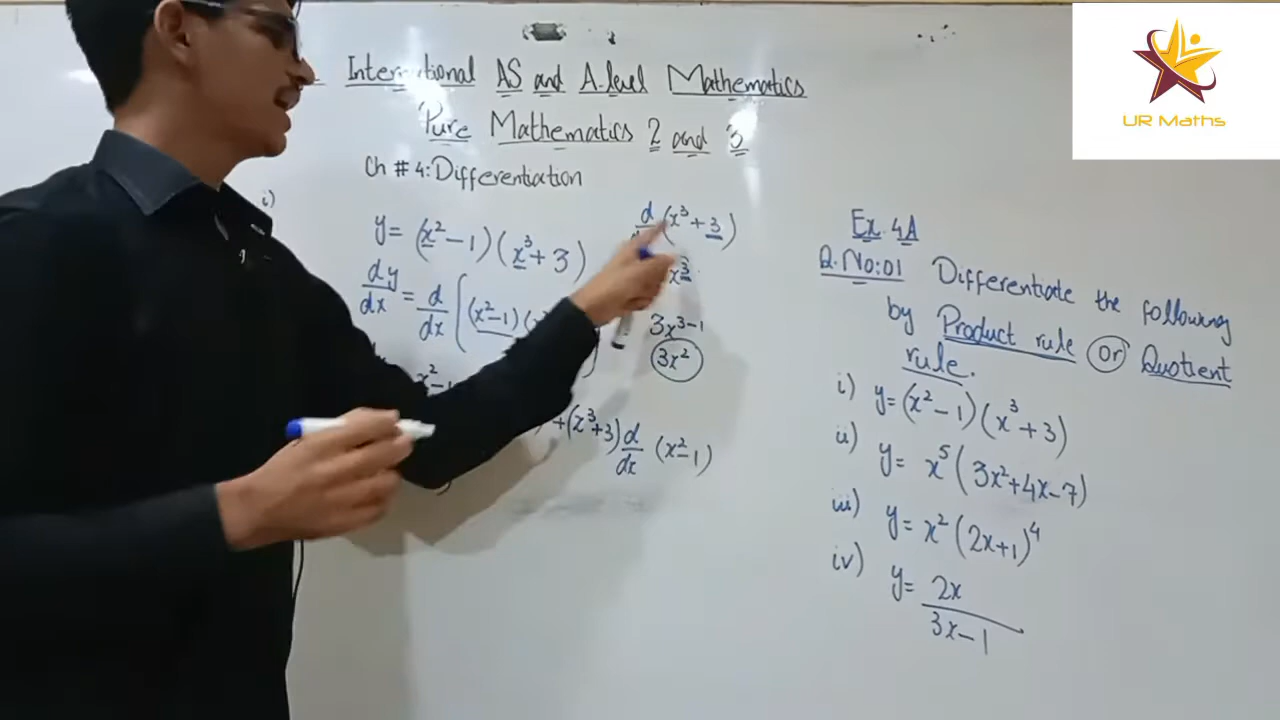 International AS and A-level Mathematics
Pure Mathematics 2 and 3
Ch # 4: Differentiation
i)
y = (x² - 1)(x³ + 3)
dy/dx = d/dx [(x²-1)(x
x²-1
+(x³+3) d/dx (x²-1)
(x³ + 3)
x³
3x³⁻¹
3x²
Ex. 4A
Q.No:01 Differentiate the following
by Product rule Or Quotient
rule.
i) y = (x² - 1)(x³ + 3)
ii) y = x⁵(3x²+4x-7)
iii) y = x²(2x+1)⁴
iv) y = 2x/3x-1
UR Maths